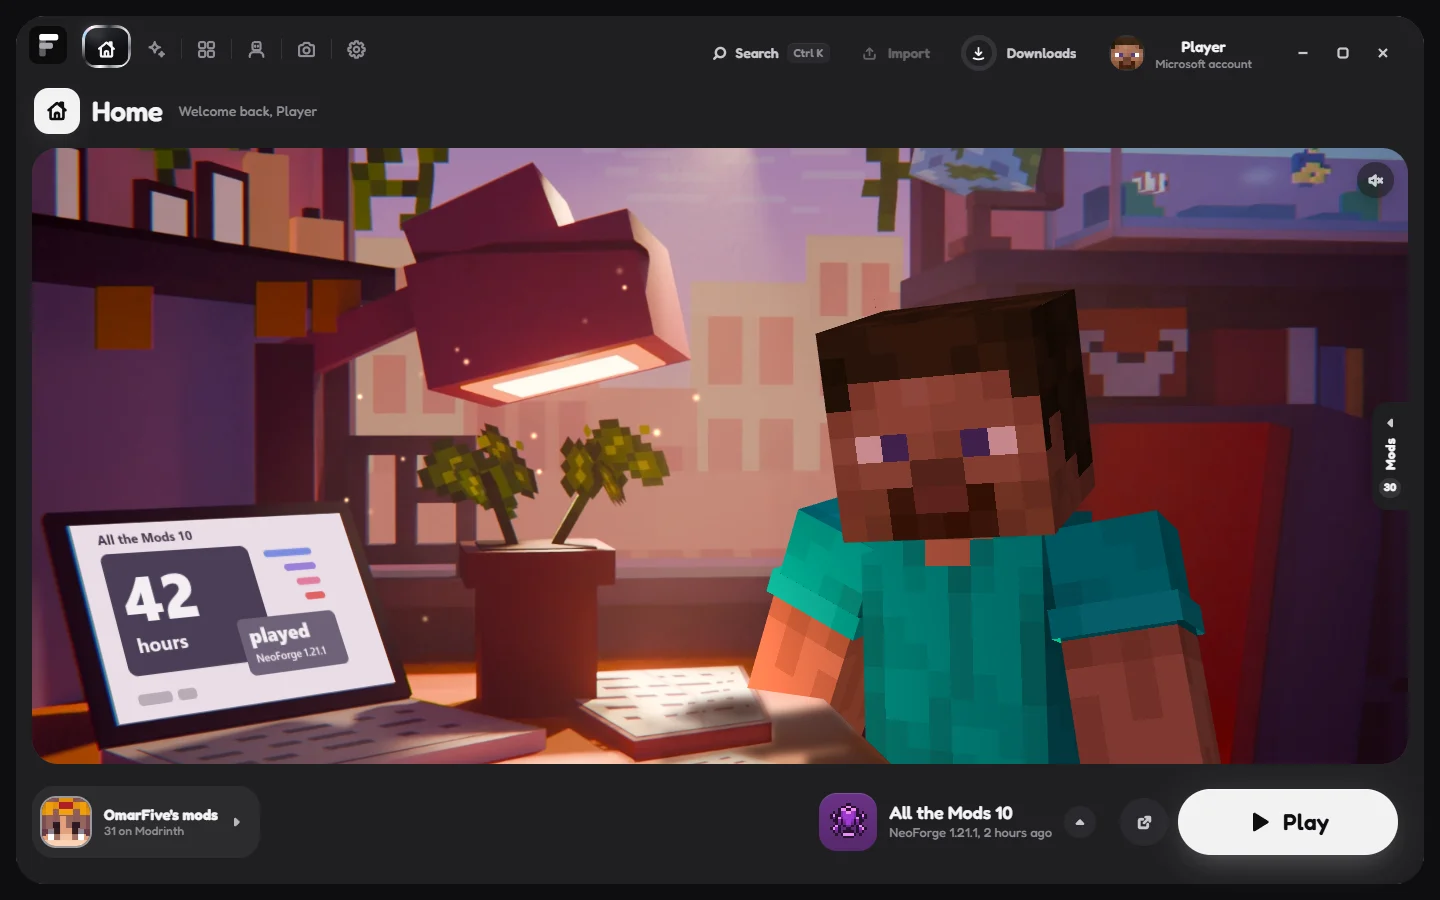 Search
Ctrl K
Import
Downloads
Player
Microsoft account
Home
Welcome back, Player
Mods
30
All the Mods 10
42
hours
played
NeoForge 1.21.1
OmarFive's mods
31 on Modrinth
All the Mods 10
NeoForge 1.21.1, 2 hours ago
Play